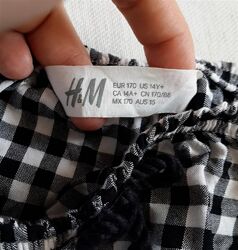 H&M
EUR 170 US 14Y+
CA 14A+ CN 170/88
MX 170 AUS 15